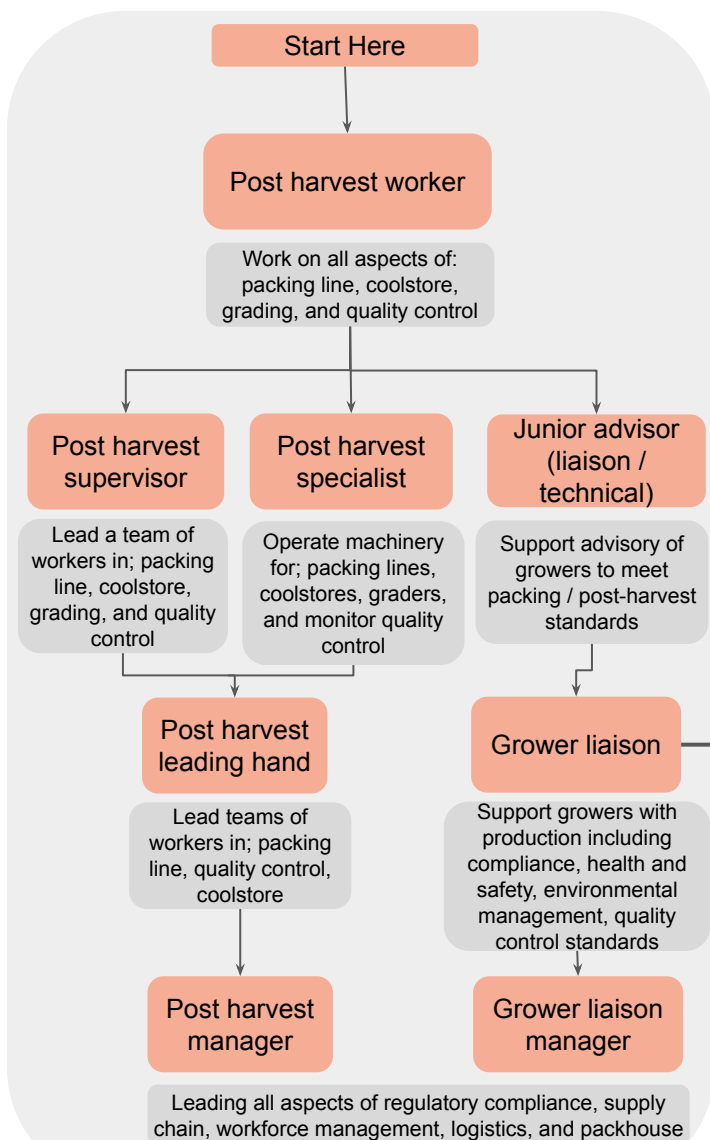 Start Here
Post harvest worker
Work on all aspects of:
packing line, coolstore,
grading, and quality control
Post harvest
supervisor
Post harvest
specialist
Junior advisor
(liaison /
technical)
Lead a team of
workers in; packing
line, coolstore,
grading, and quality
control
Operate machinery
for; packing lines,
coolstores, graders,
and monitor quality
control
Support advisory of
growers to meet
packing / post-harvest
standards
Post harvest
leading hand
Grower liaison
Lead teams of
workers in; packing
line, quality control,
coolstore
Support growers with
production including
compliance, health and
safety, environmental
management, quality
control standards
Post harvest
manager
Grower liaison
manager
Leading all aspects of regulatory compliance, supply
chain, workforce management, logistics, and packhouse